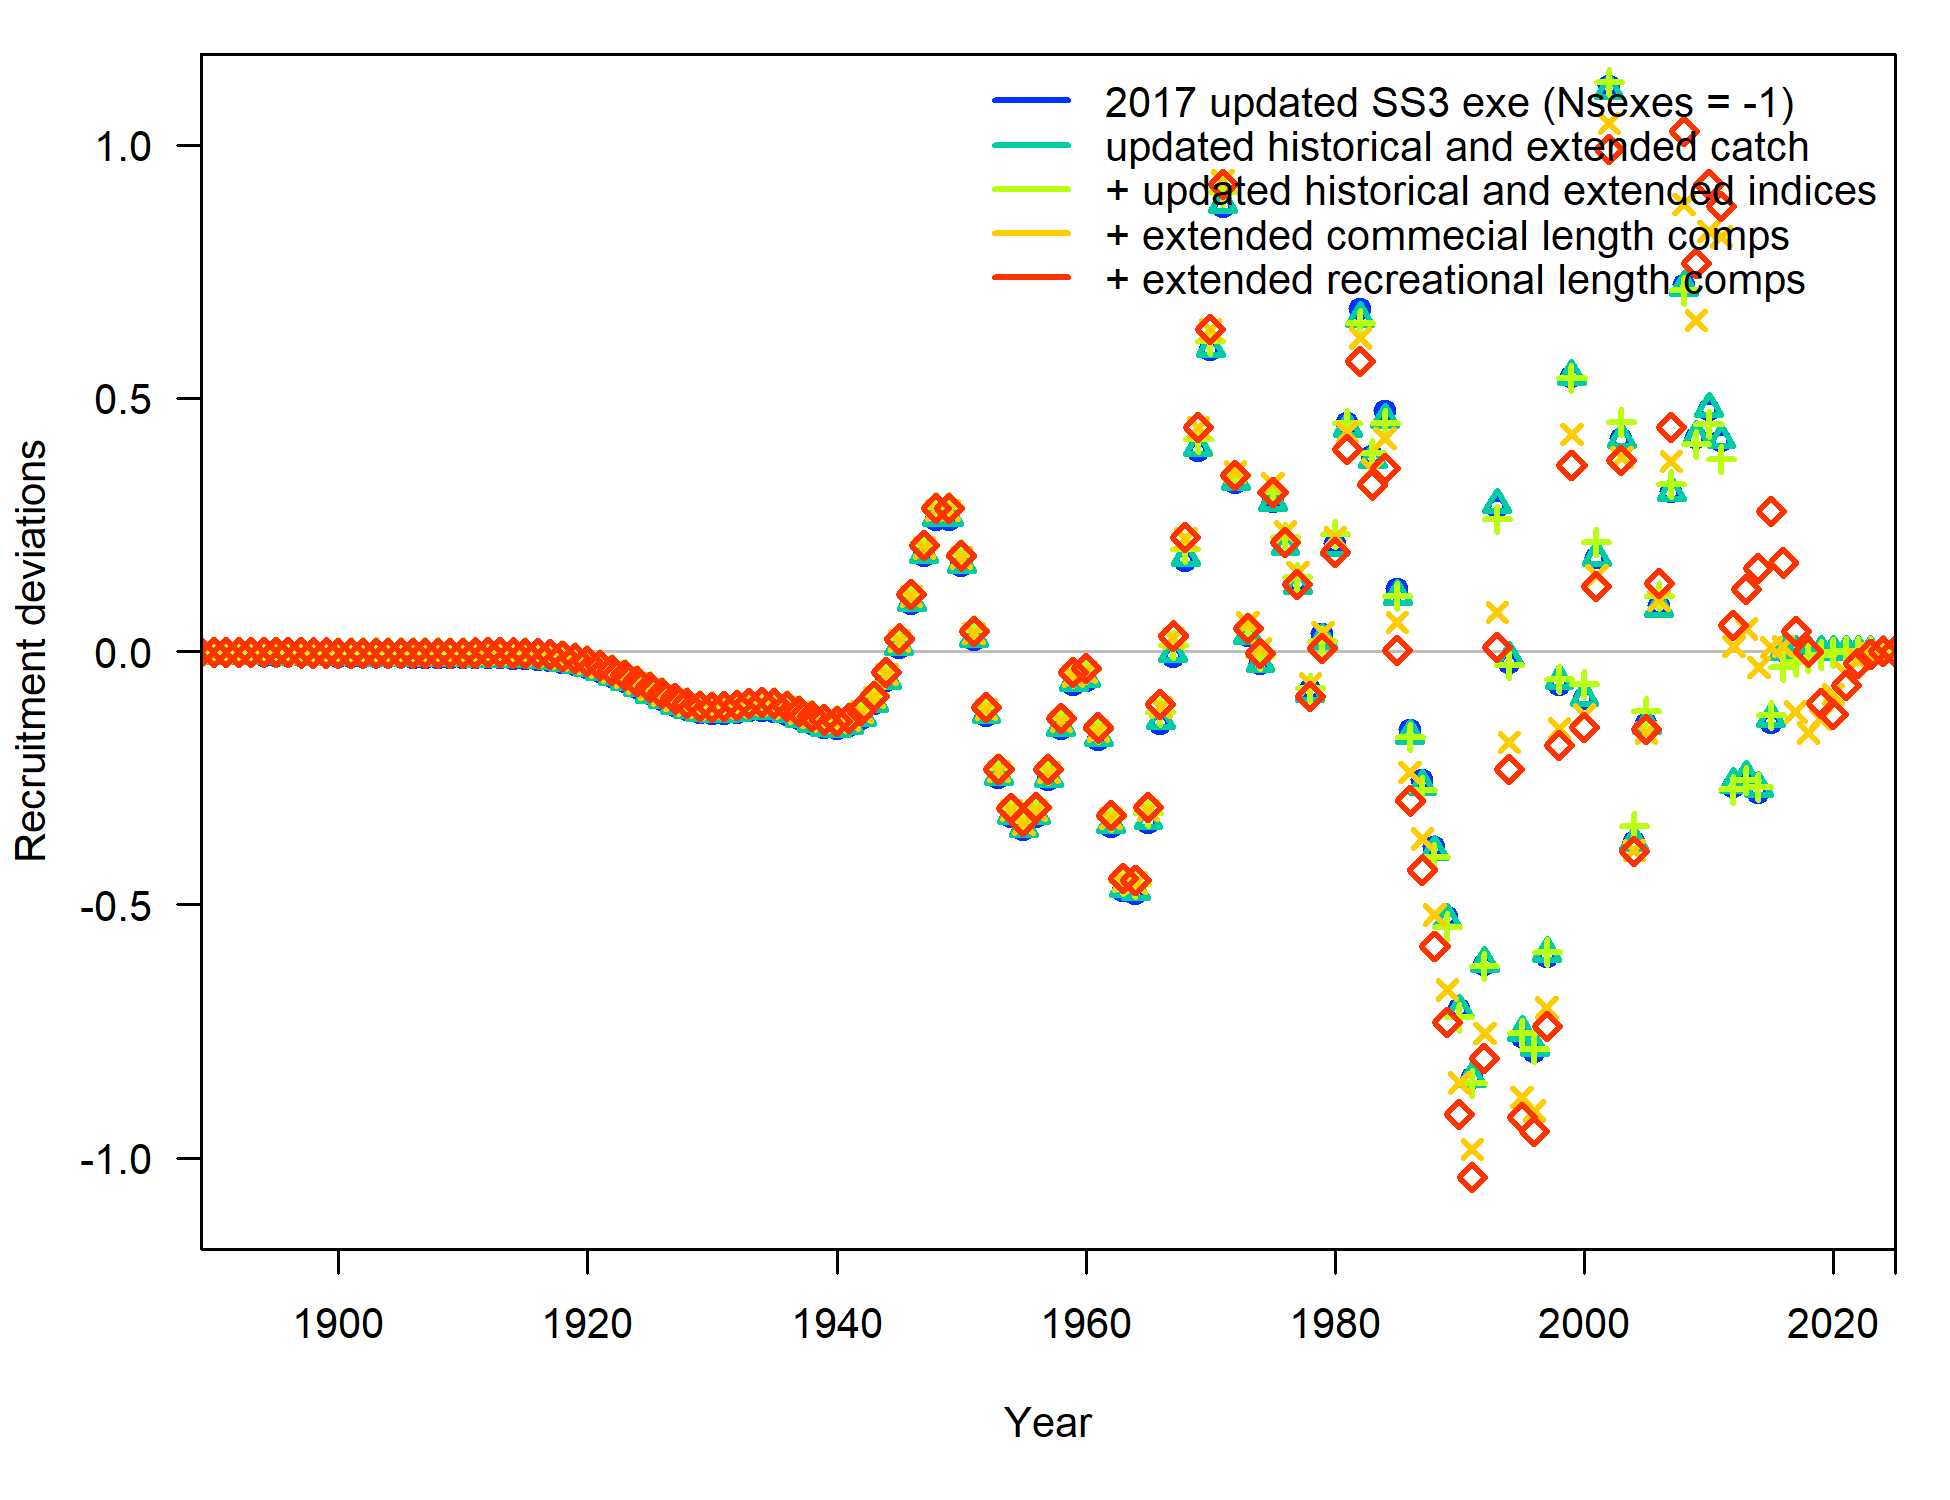 2017 updated SS3 exe (Nsexes = -1)
updated historical and extended catch
+ updated historical and extended indices
+ extended commecial length comps
+ extended recreational length comps
1.0
0.5
0.0
-0.5
-1.0
Recruitment deviations
1900 1920 1940 1960 1980 2000 2020
Year